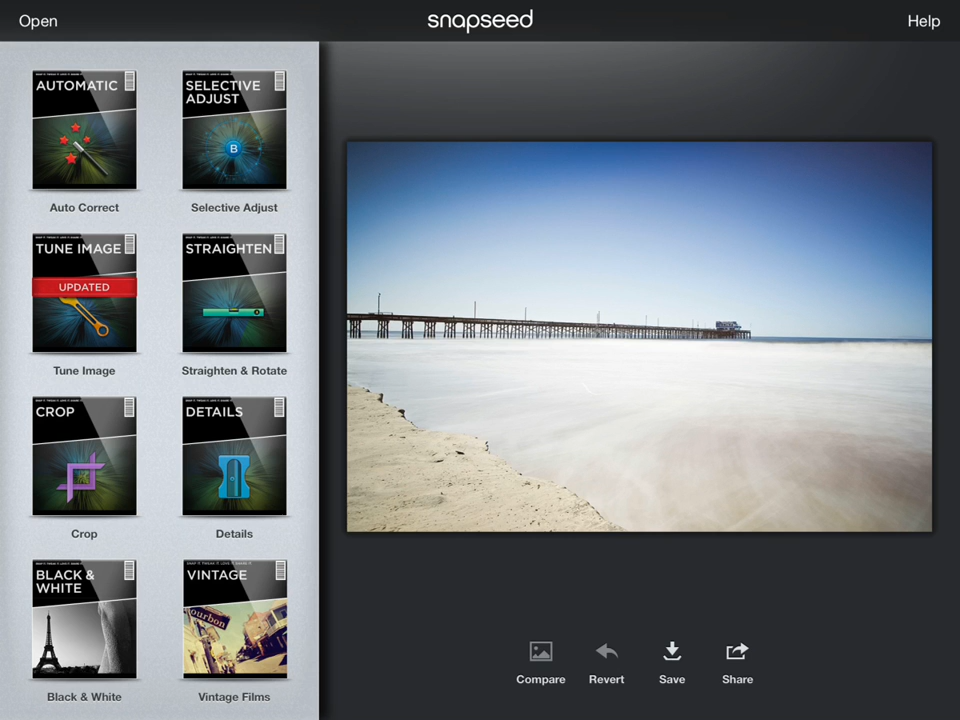 Open
snapseed
Help
AUTOMATIC
Auto Correct
SELECTIVE
ADJUST
B
Selective Adjust
TUNE IMAGE
UPDATED
Tune Image
STRAIGHTEN
Straighten & Rotate
CROP
Crop
DETAILS
Details
BLACK &
WHITE
Black & White
VINTAGE
ourbon
Vintage Films
Compare
Revert
Save
Share